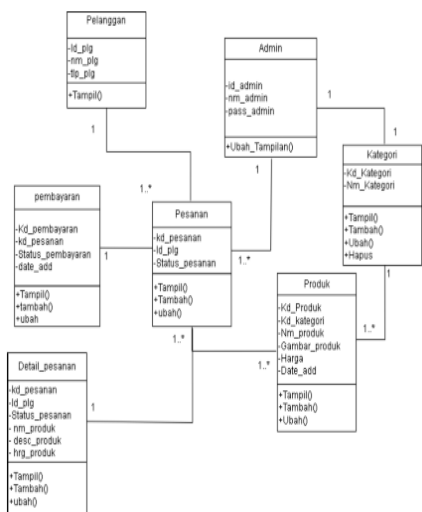 Pelanggan
-Id_plg
-nm_plg
-tlp_plg
+Tampil()
1
1..*
Admin
-id_admin
-nm_admin
-pass_admin
+Ubah_Tampilan()
1
1
1
Kategori
-Kd_Kategori
-Nm_Kategori
+Tampil()
+Tambah()
+Ubah()
+Hapus
1
pembayaran
-Kd_pembayaran
-kd_pesanan
-Status_pembayaran
-date_add
+Tampil()
+tambah()
+ubah
1
Pesanan
-kd_pesanan
-Id_plg
-Status_pesanan
+Tampil()
+Tambah()
+ubah()
1..*
1..*
1..*
Produk
-Kd_Produk
-Kd_kategori
-Nm_produk
-Gambar_produk
-Harga
-Date_add
+Tampil()
+Tambah()
+Ubah()
1..*
Detail_pesanan
-kd_pesanan
-Id_plg
-Status_pesanan
- nm_produk
- desc_produk
- hrg_produk
+Tampil()
+Tambah()
+ubah()
1